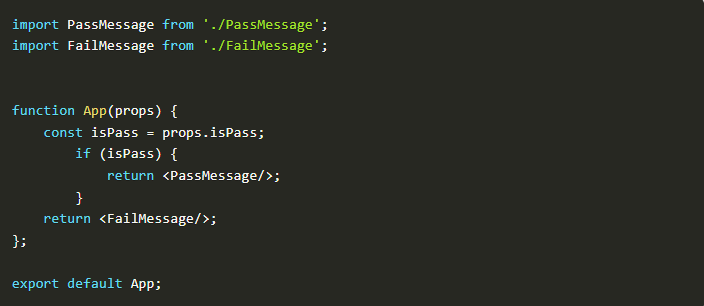 import PassMessage from './PassMessage';
import FailMessage from './FailMessage';
function App(props) {
    const isPass = props.isPass;
        if (isPass) {
            return <PassMessage/>;
        }
    return <FailMessage/>;
};
export default App;